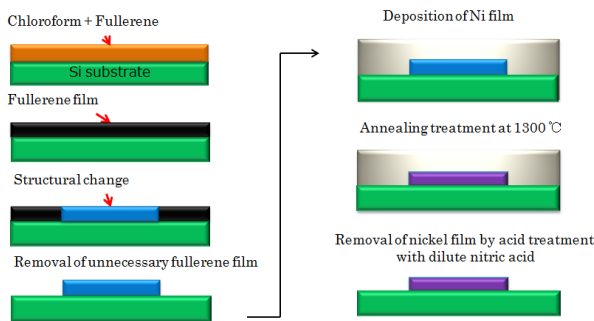 Chloroform + Fullerene
Si substrate
Fullerene film
Structural change
Removal of unnecessary fullerene film
Deposition of Ni film
Annealing treatment at 1300℃
Removal of nickel film by acid treatment
with dilute nitric acid